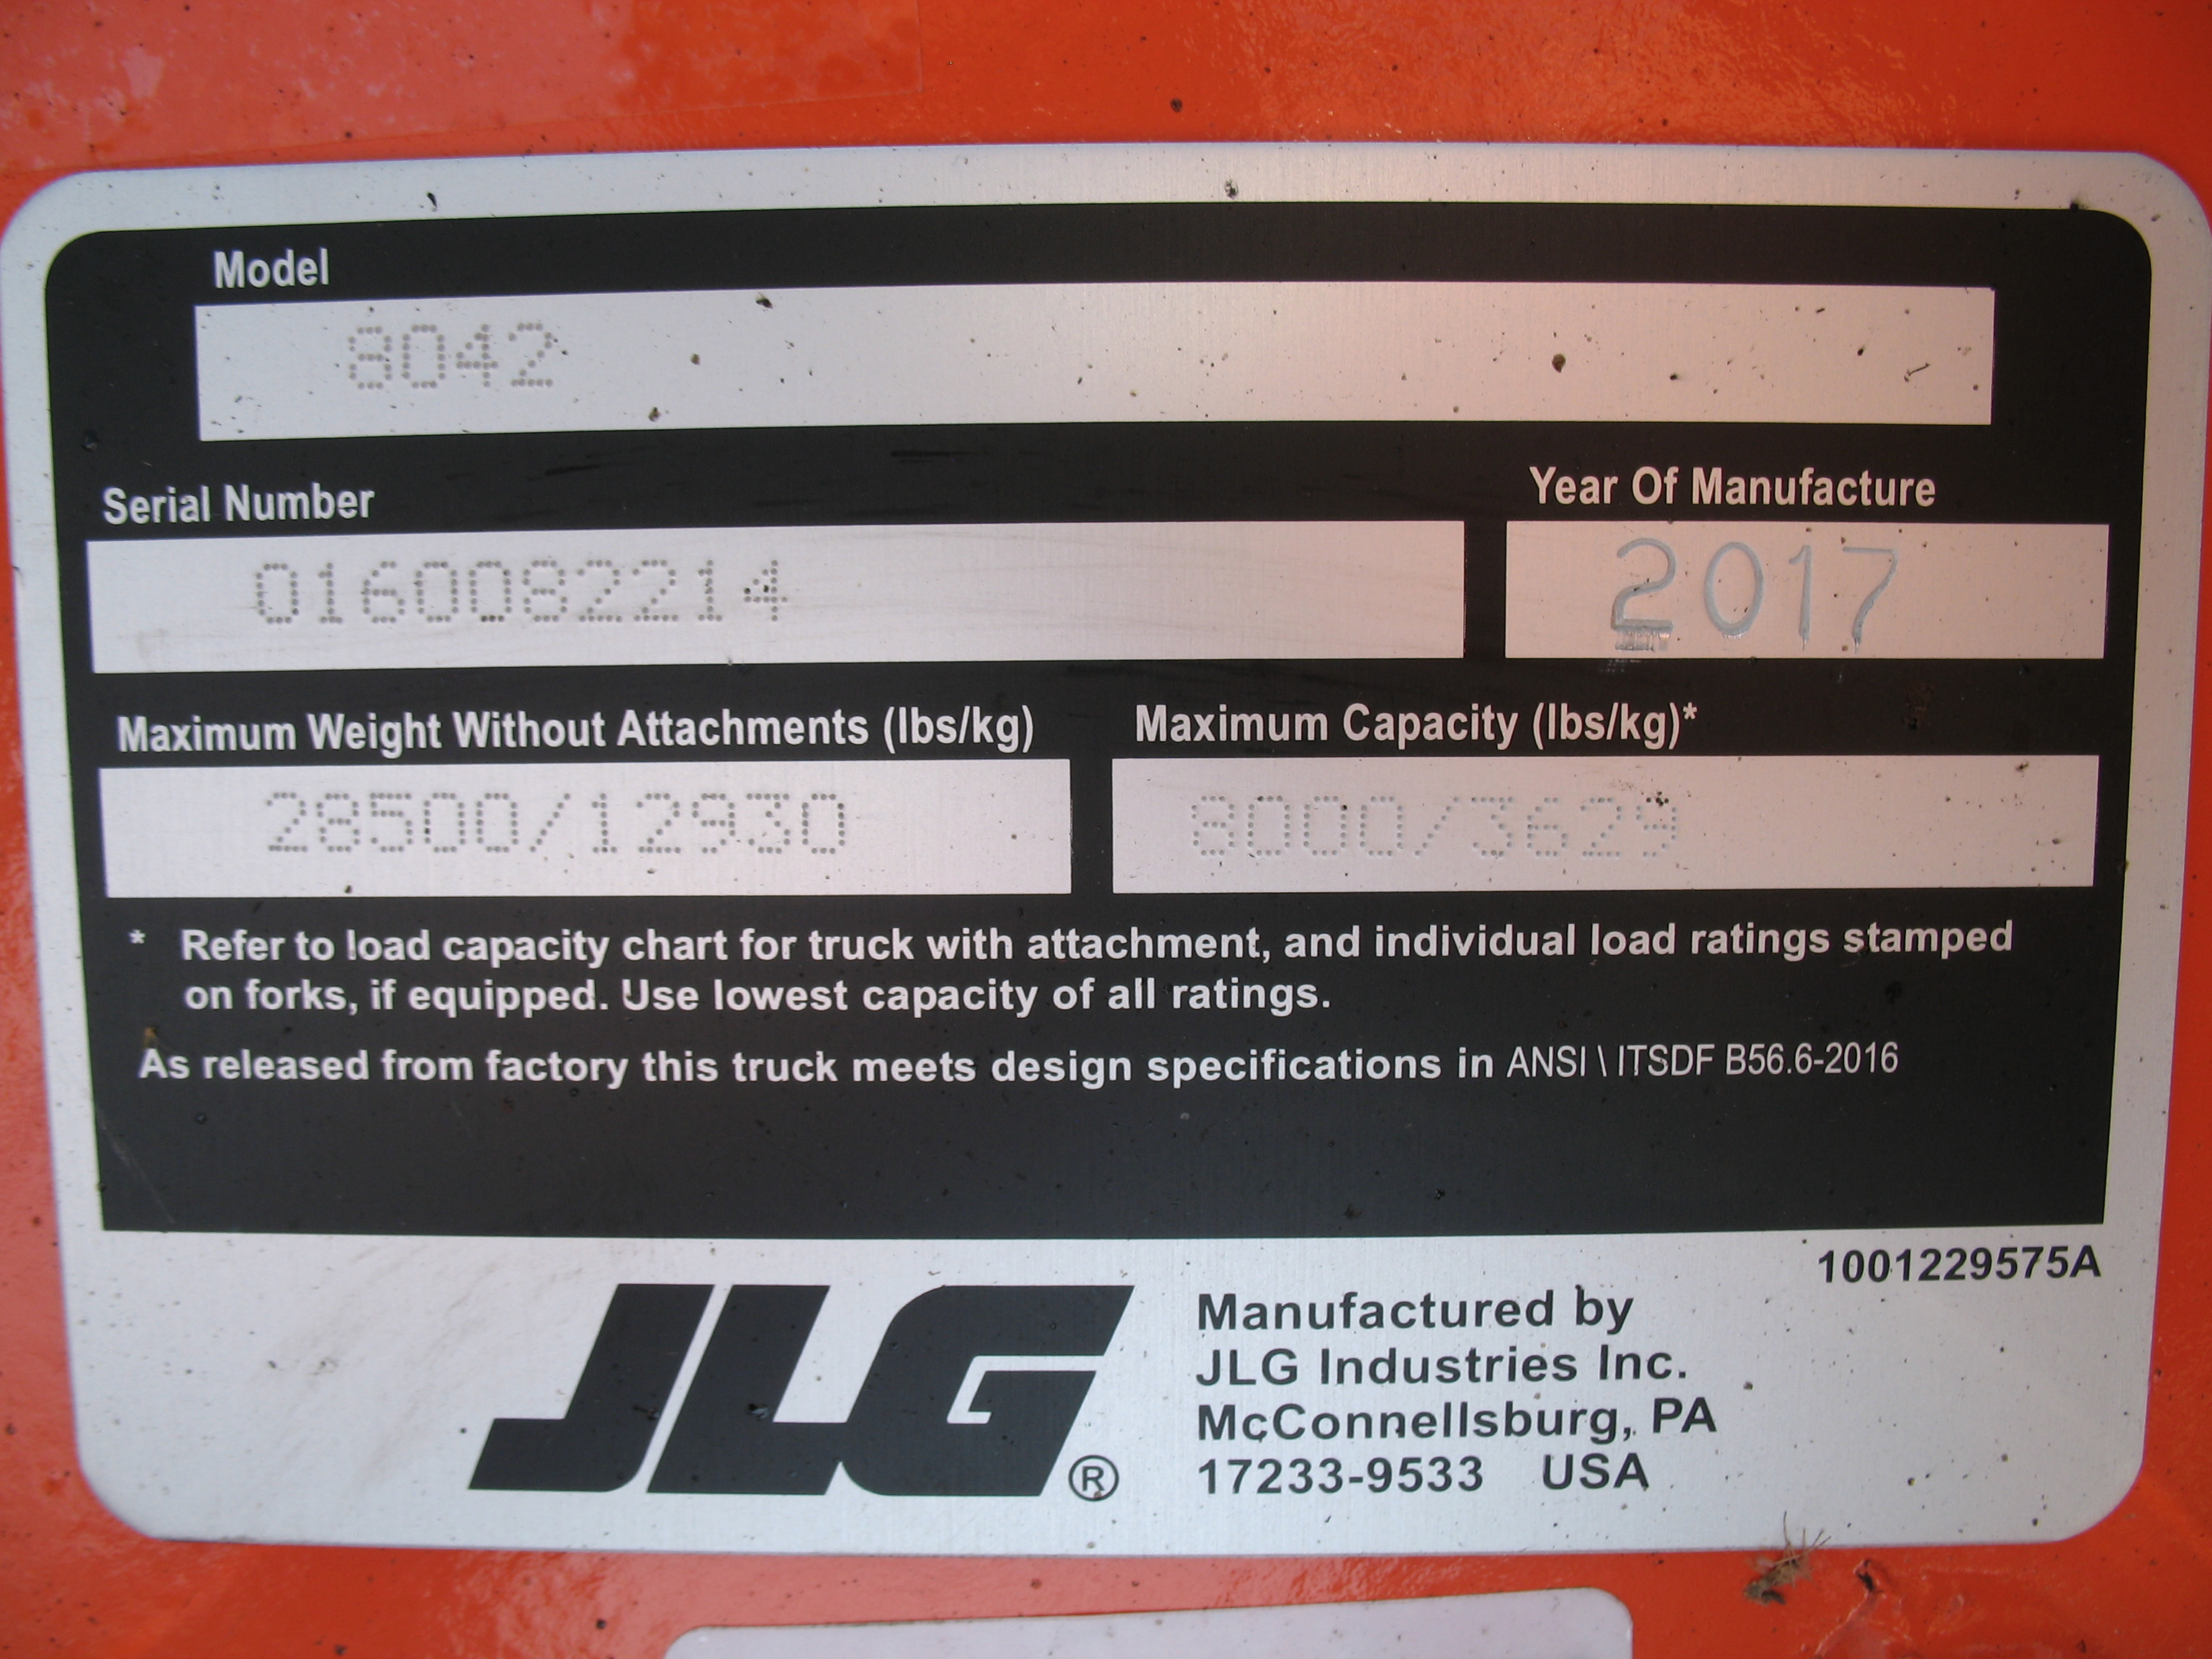 Model
8042
Serial Number
0160082214
Year Of Manufacture
2017
Maximum Weight Without Attachments (lbs/kg)
28500/12930
Maximum Capacity (lbs/kg)*
8000/3629
* Refer to load capacity chart for truck with attachment, and individual load ratings stamped
on forks, if equipped. Use lowest capacity of all ratings.
As released from factory this truck meets design specifications in ANSI \ ITSDF B56.6-2016
1001229575A
JLG®
Manufactured by
JLG Industries Inc.
McConnellsburg, PA
17233-9533 USA